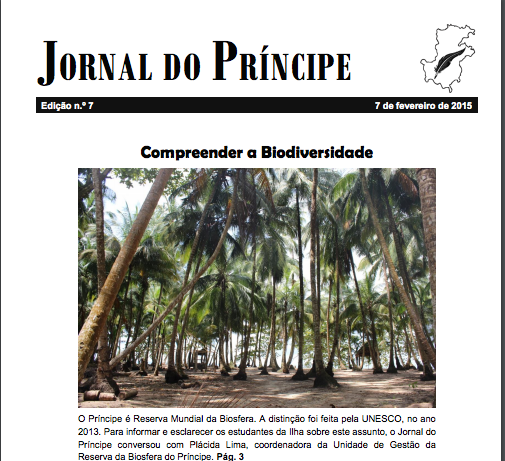 JORNAL DO PRÍNCIPE
Edição n.º 7 7 de fevereiro de 2015
Compreender a Biodiversidade
O Príncipe é Reserva Mundial da Biosfera. A distinção foi feita pela UNESCO, no ano
2013. Para informar e esclarecer os estudantes da Ilha sobre este assunto, o Jornal do
Príncipe conversou com Plácida Lima, coordenadora da Unidade de Gestão da
Reserva da Biosfera do Príncipe. Pág. 3